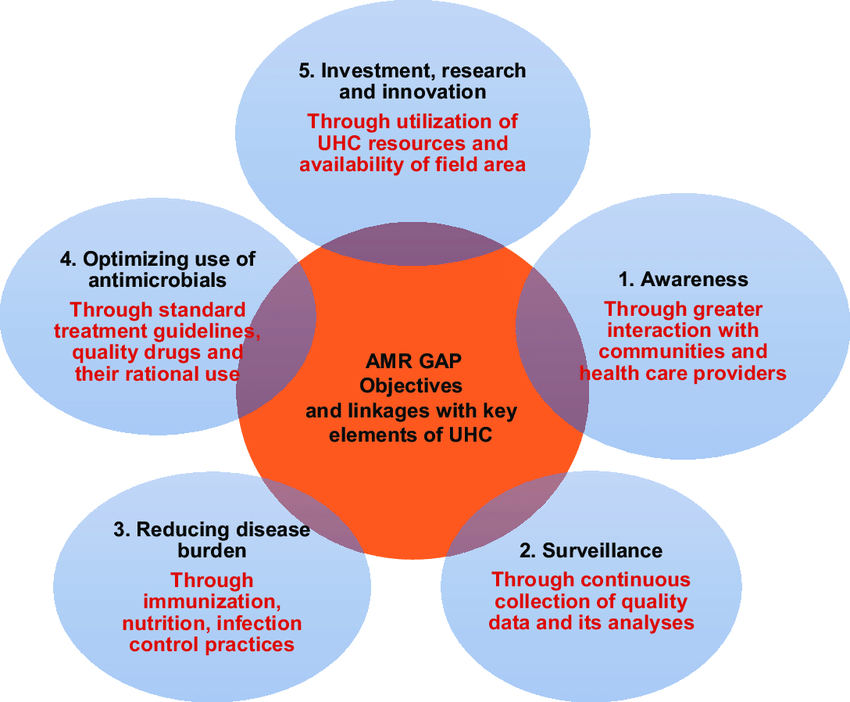 5. Investment, research
and innovation
Through utilization of
UHC resources and
availability of field area
4. Optimizing use of
antimicrobials
Through standard
treatment guidelines,
quality drugs and
their rational use
1. Awareness
Through greater
interaction with
communities and
health care providers
AMR GAP
Objectives
and linkages with key
elements of UHC
3. Reducing disease
burden
Through
immunization,
nutrition, infection
control practices
2. Surveillance
Through continuous
collection of quality
data and its analyses